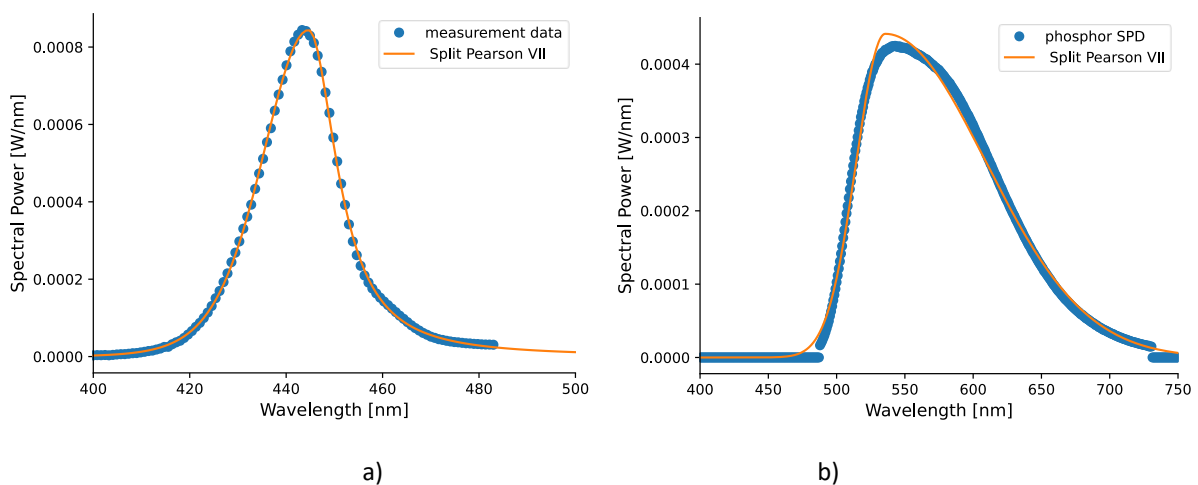 measurement data
Split Pearson VII
0.0008
0.0006
0.0004
0.0002
0.0000
Spectral Power [W/nm]
400
420
440
460
480
500
Wavelength [nm]
a)
phosphor SPD
Split Pearson VII
0.0004
0.0003
0.0002
0.0001
0.0000
Spectral Power [W/nm]
400
450
500
550
600
650
700
750
Wavelength [nm]
b)